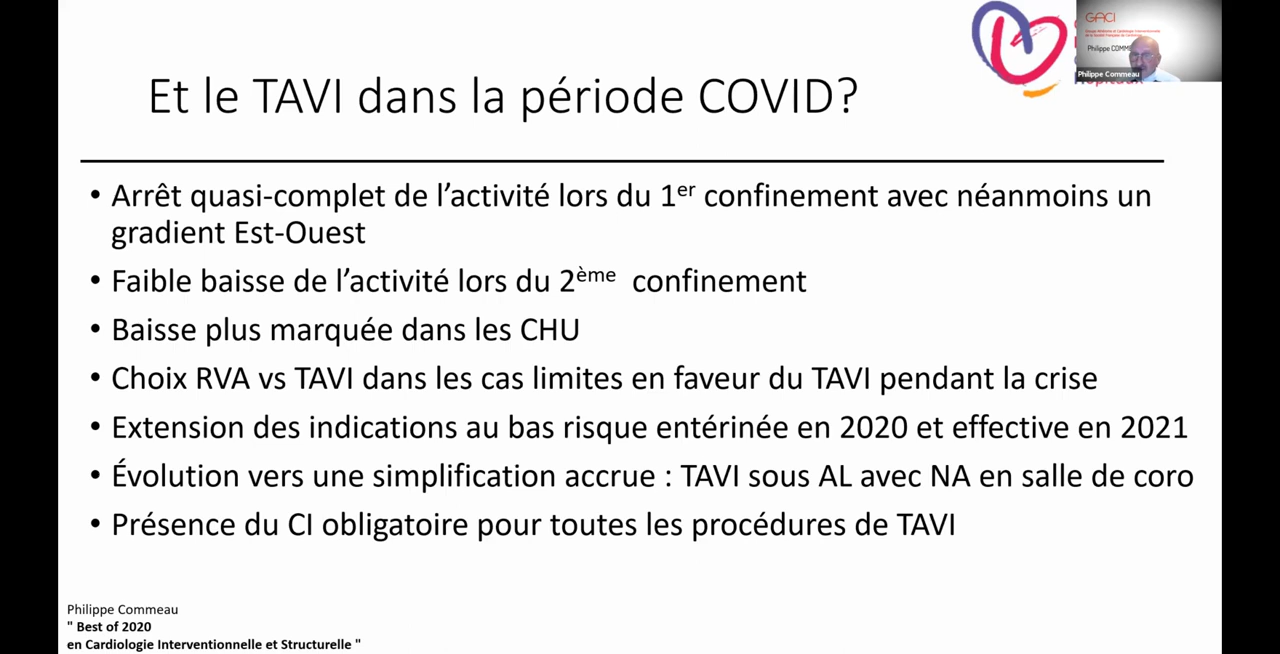 Et le TAVI dans la période COVID?
GACI
Philippe COMME
Philippe Commeau
• Arrêt quasi-complet de l’activité lors du 1er confinement avec néanmoins un
gradient Est-Ouest
• Faible baisse de l’activité lors du 2ème confinement
• Baisse plus marquée dans les CHU
• Choix RVA vs TAVI dans les cas limites en faveur du TAVI pendant la crise
• Extension des indications au bas risque entérinée en 2020 et effective en 2021
• Évolution vers une simplification accrue : TAVI sous AL avec NA en salle de coro
• Présence du CI obligatoire pour toutes les procédures de TAVI
Philippe Commeau
" Best of 2020
en Cardiologie Interventionnelle et Structurelle "